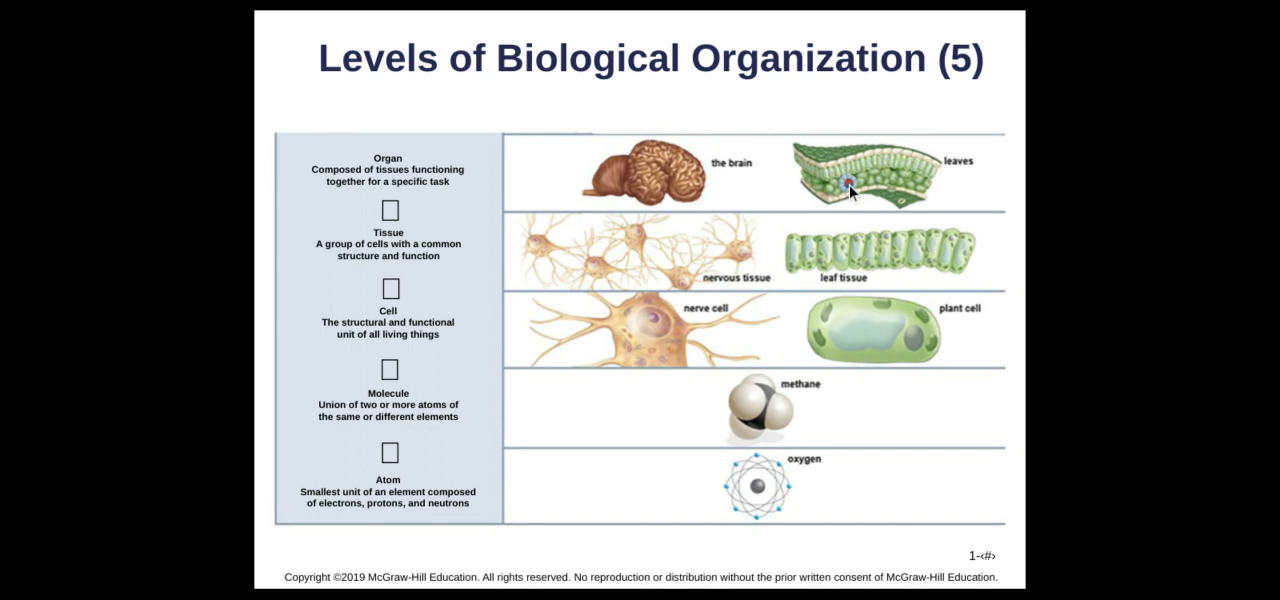 Levels of Biological Organization (5)
Organ
Composed of tissues functioning
together for a specific task
Tissue
A group of cells with a common
structure and function
Cell
The structural and functional
unit of all living things
Molecule
Union of two or more atoms of
the same or different elements
Atom
Smallest unit of an element composed
of electrons, protons, and neutrons
the brain
leaves
nervous tissue
leaf tissue
nerve cell
plant cell
methane
oxygen
1-‹#›
Copyright ©2019 McGraw-Hill Education. All rights reserved. No reproduction or distribution without the prior written consent of McGraw-Hill Education.